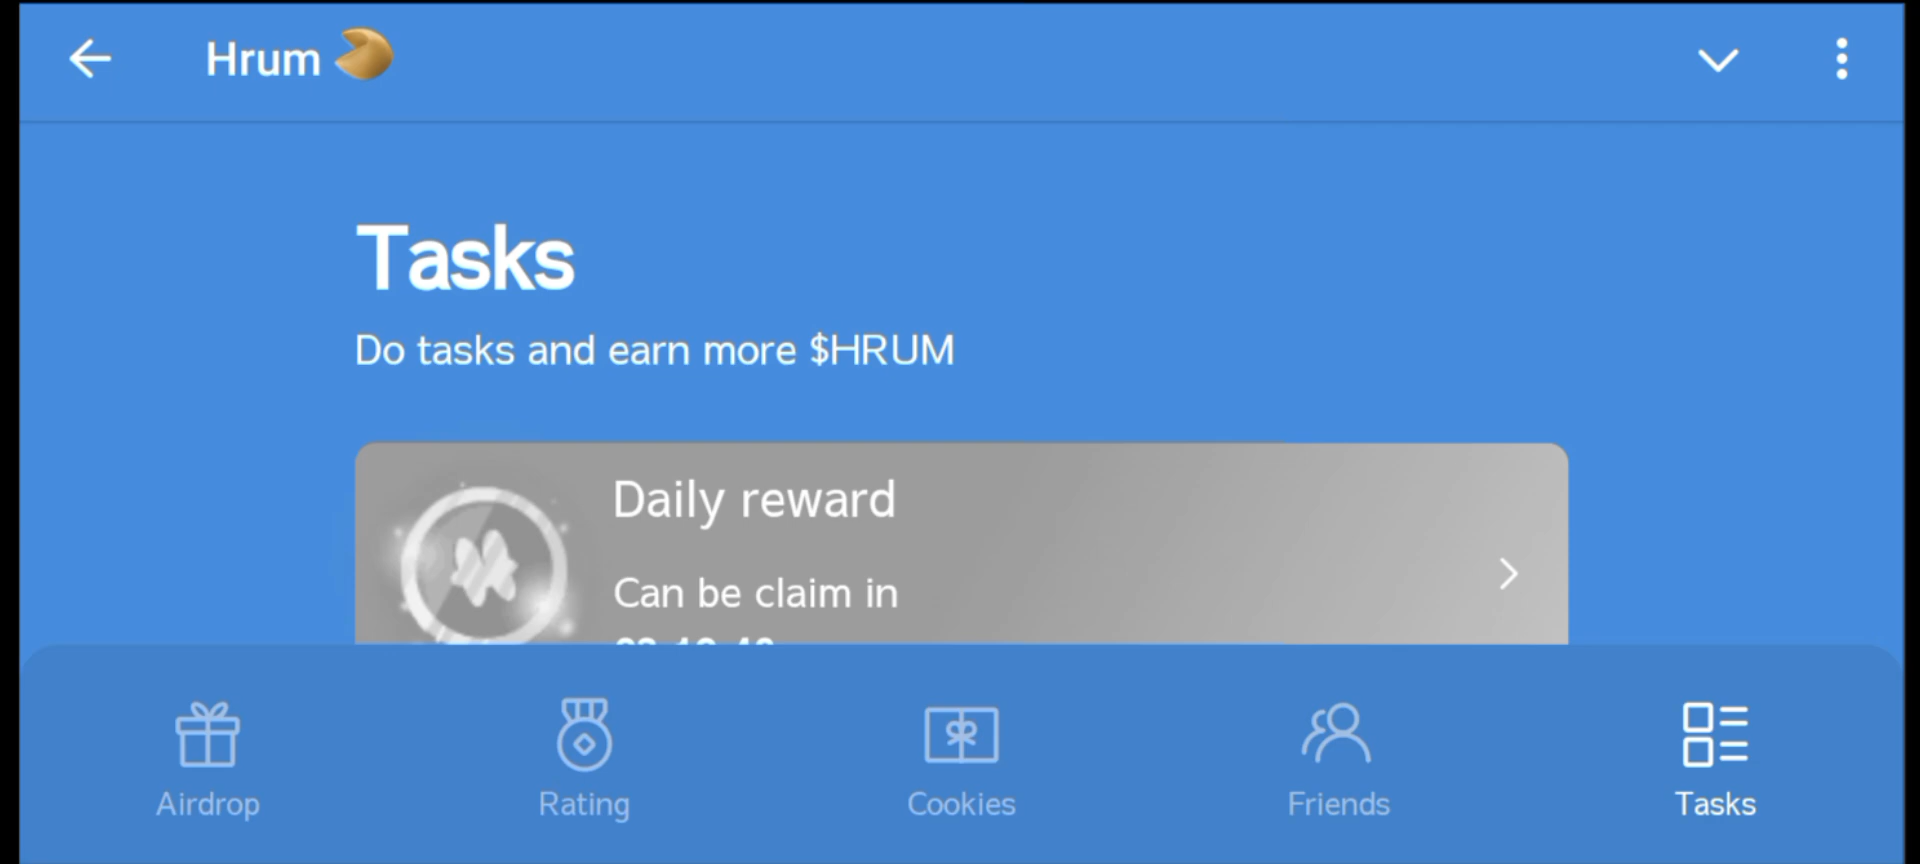 Hrum
Tasks
Do tasks and earn more $HRUM
Daily reward
Can be claim in
Airdrop
Rating
Cookies
Friends
Tasks